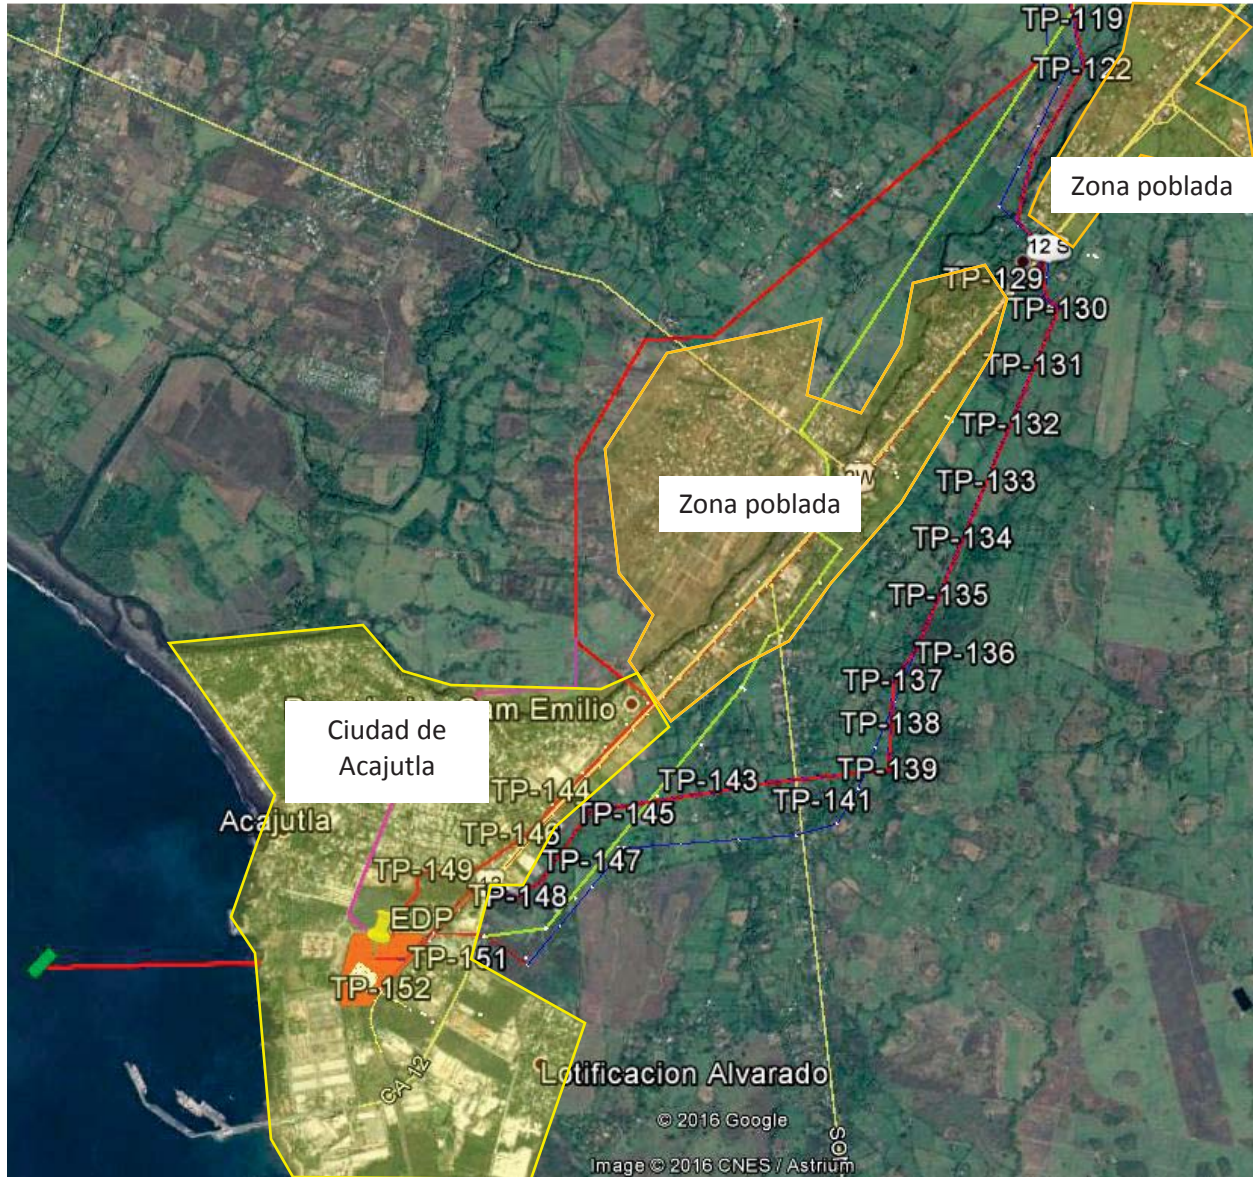 TP-119
TP-122
Zona poblada
12 S
TP-129
TP-130
TP-131
TP-132
TP-133
Zona poblada
TP-134
TP-135
TP-136
TP-137
San Emilio
TP-138
Ciudad de
Acajutla
TP-139
TP-143
TP-144
TP-141
TP-145
Acajutla
TP-146
TP-147
TP-149
TP-148
EDP
TP-151
TP-152
Lotificacion Alvarado
CA 12
© 2016 Google
Image © 2016 CNES / Astrium